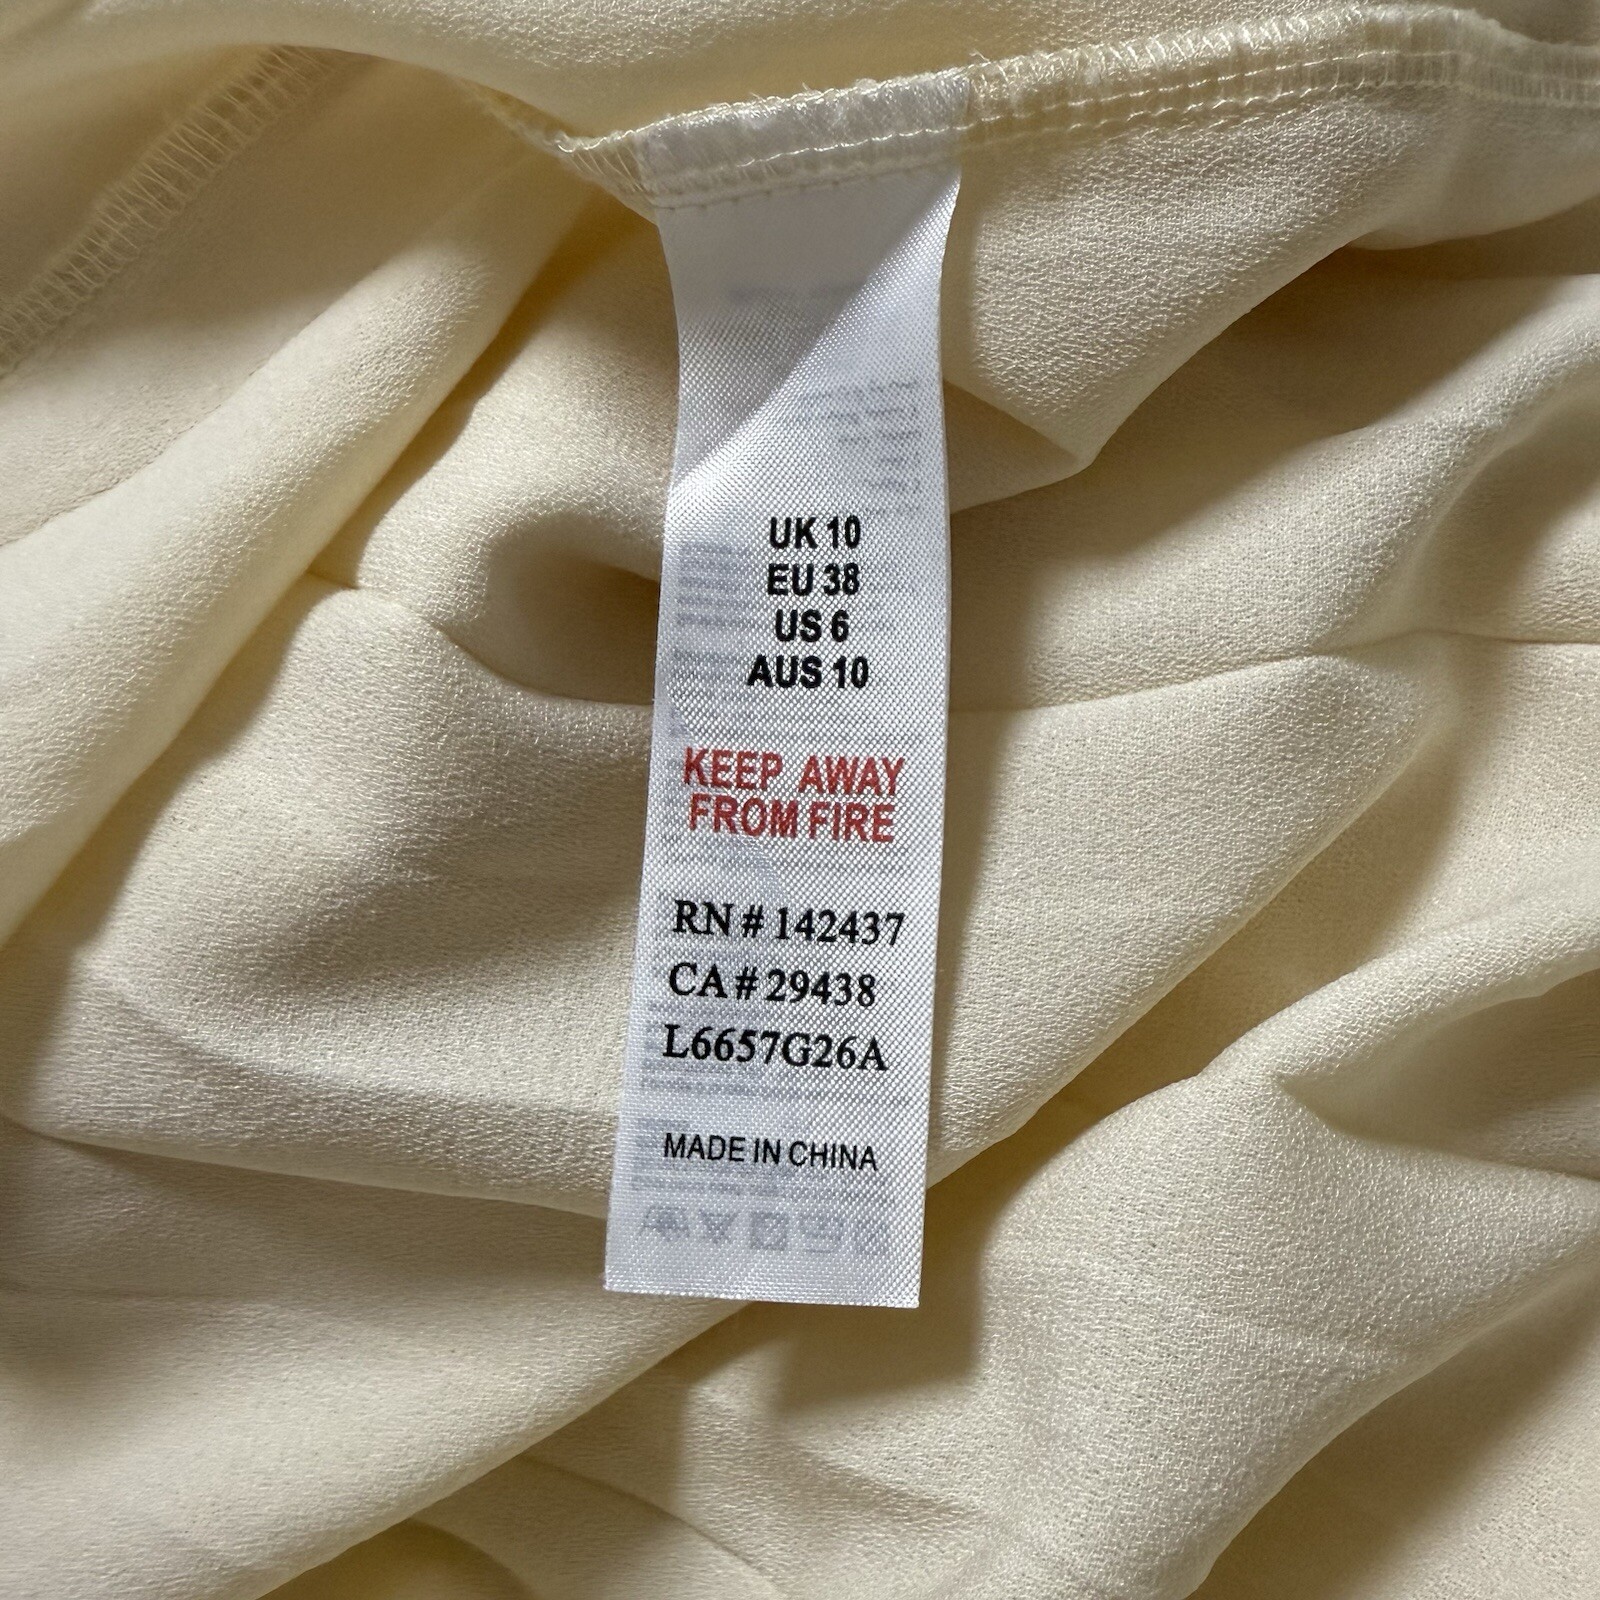 UK 10
EU 38
US 6
AUS 10
KEEP AWAY
FROM FIRE
RN # 142437
CA # 29438
L6657G26A
MADE IN CHINA